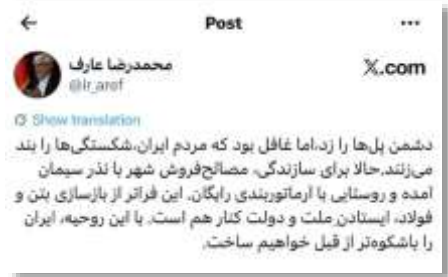 Post
محمدرضا عارف
@ir_aref
X.com
Show translation
دشمن پل‌ها را زد،اما غافل بود که مردم ایران،شکستگی‌ها را بند
می‌زنند.حالا برای سازندگی، مصالح‌فروش شهر با نذر سیمان
آمده و روستایی با آرماتوربندی رایگان. این فراتر از بازسازی بتن و
فولاد، ایستادن ملت و دولت کنار هم است. با این روحیه، ایران
را باشکوه‌تر از قبل خواهیم ساخت.